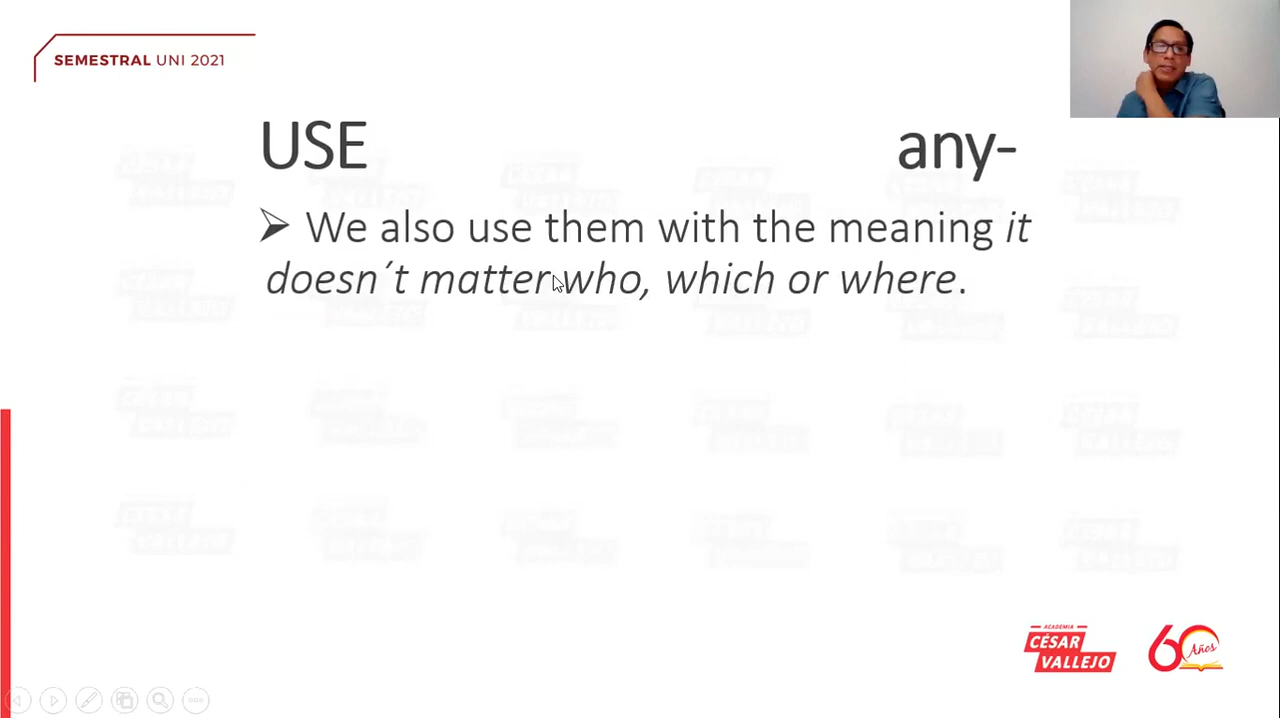 SEMESTRAL UNI 2021
USE any-
➢ We also use them with the meaning it
doesn´t matter who, which or where.
ACADEMIA
CÉSAR
VALLEJO
60 Años